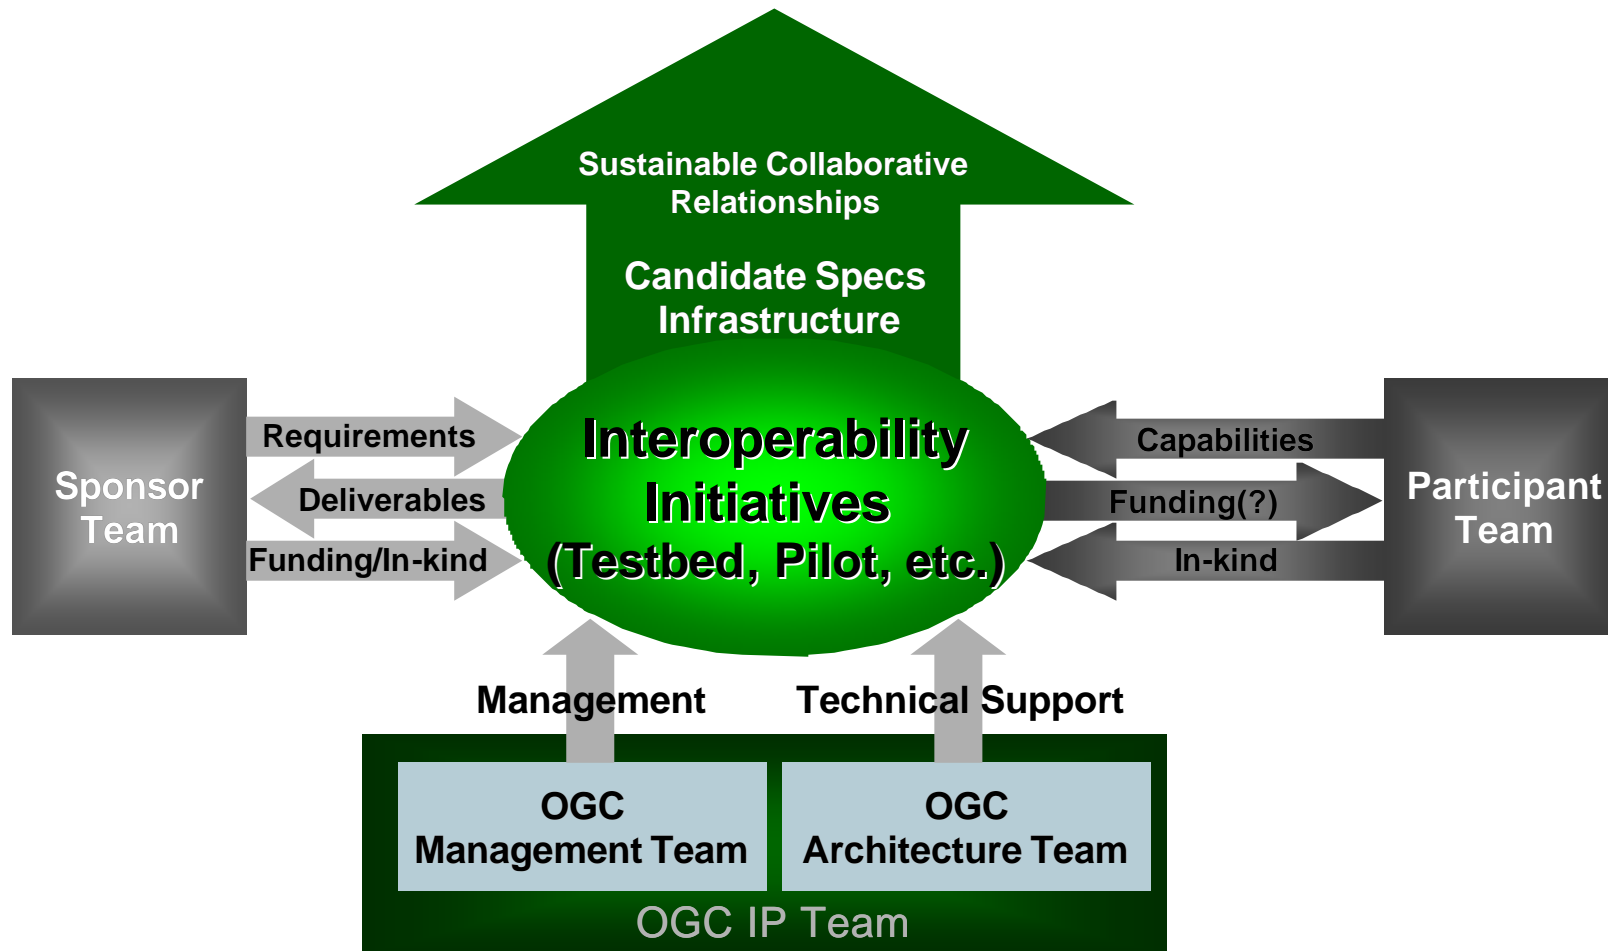 Sustainable Collaborative
Relationships
Candidate Specs
Infrastructure
Sponsor
Team
Requirements
Deliverables
Funding/In-kind
Interoperability
Initiatives
(Testbed, Pilot, etc.)
Capabilities
Funding(?)
In-kind
Participant
Team
Management
Technical Support
OGC
Management Team
OGC
Architecture Team
OGC IP Team